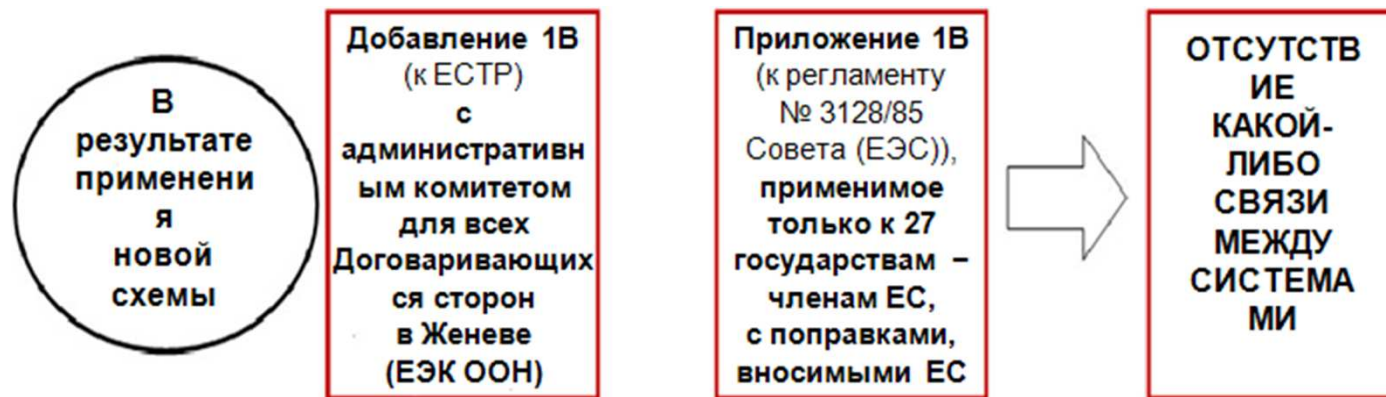 В
результате
применени
я
новой
схемы
Добавление 1В
(к ЕСТР)
с
административн
ым комитетом
для всех
Договаривающих
ся сторон
в Женеве
(ЕЭК ООН)
Приложение 1В
(к регламенту
№ 3128/85
Совета (ЕЭС)),
применимое
только к 27
государствам –
членам ЕС,
с поправками,
вносимыми ЕС
ОТСУТСТВ
ИЕ
КАКОЙ-
ЛИБО
СВЯЗИ
МЕЖДУ
СИСТЕМА
МИ